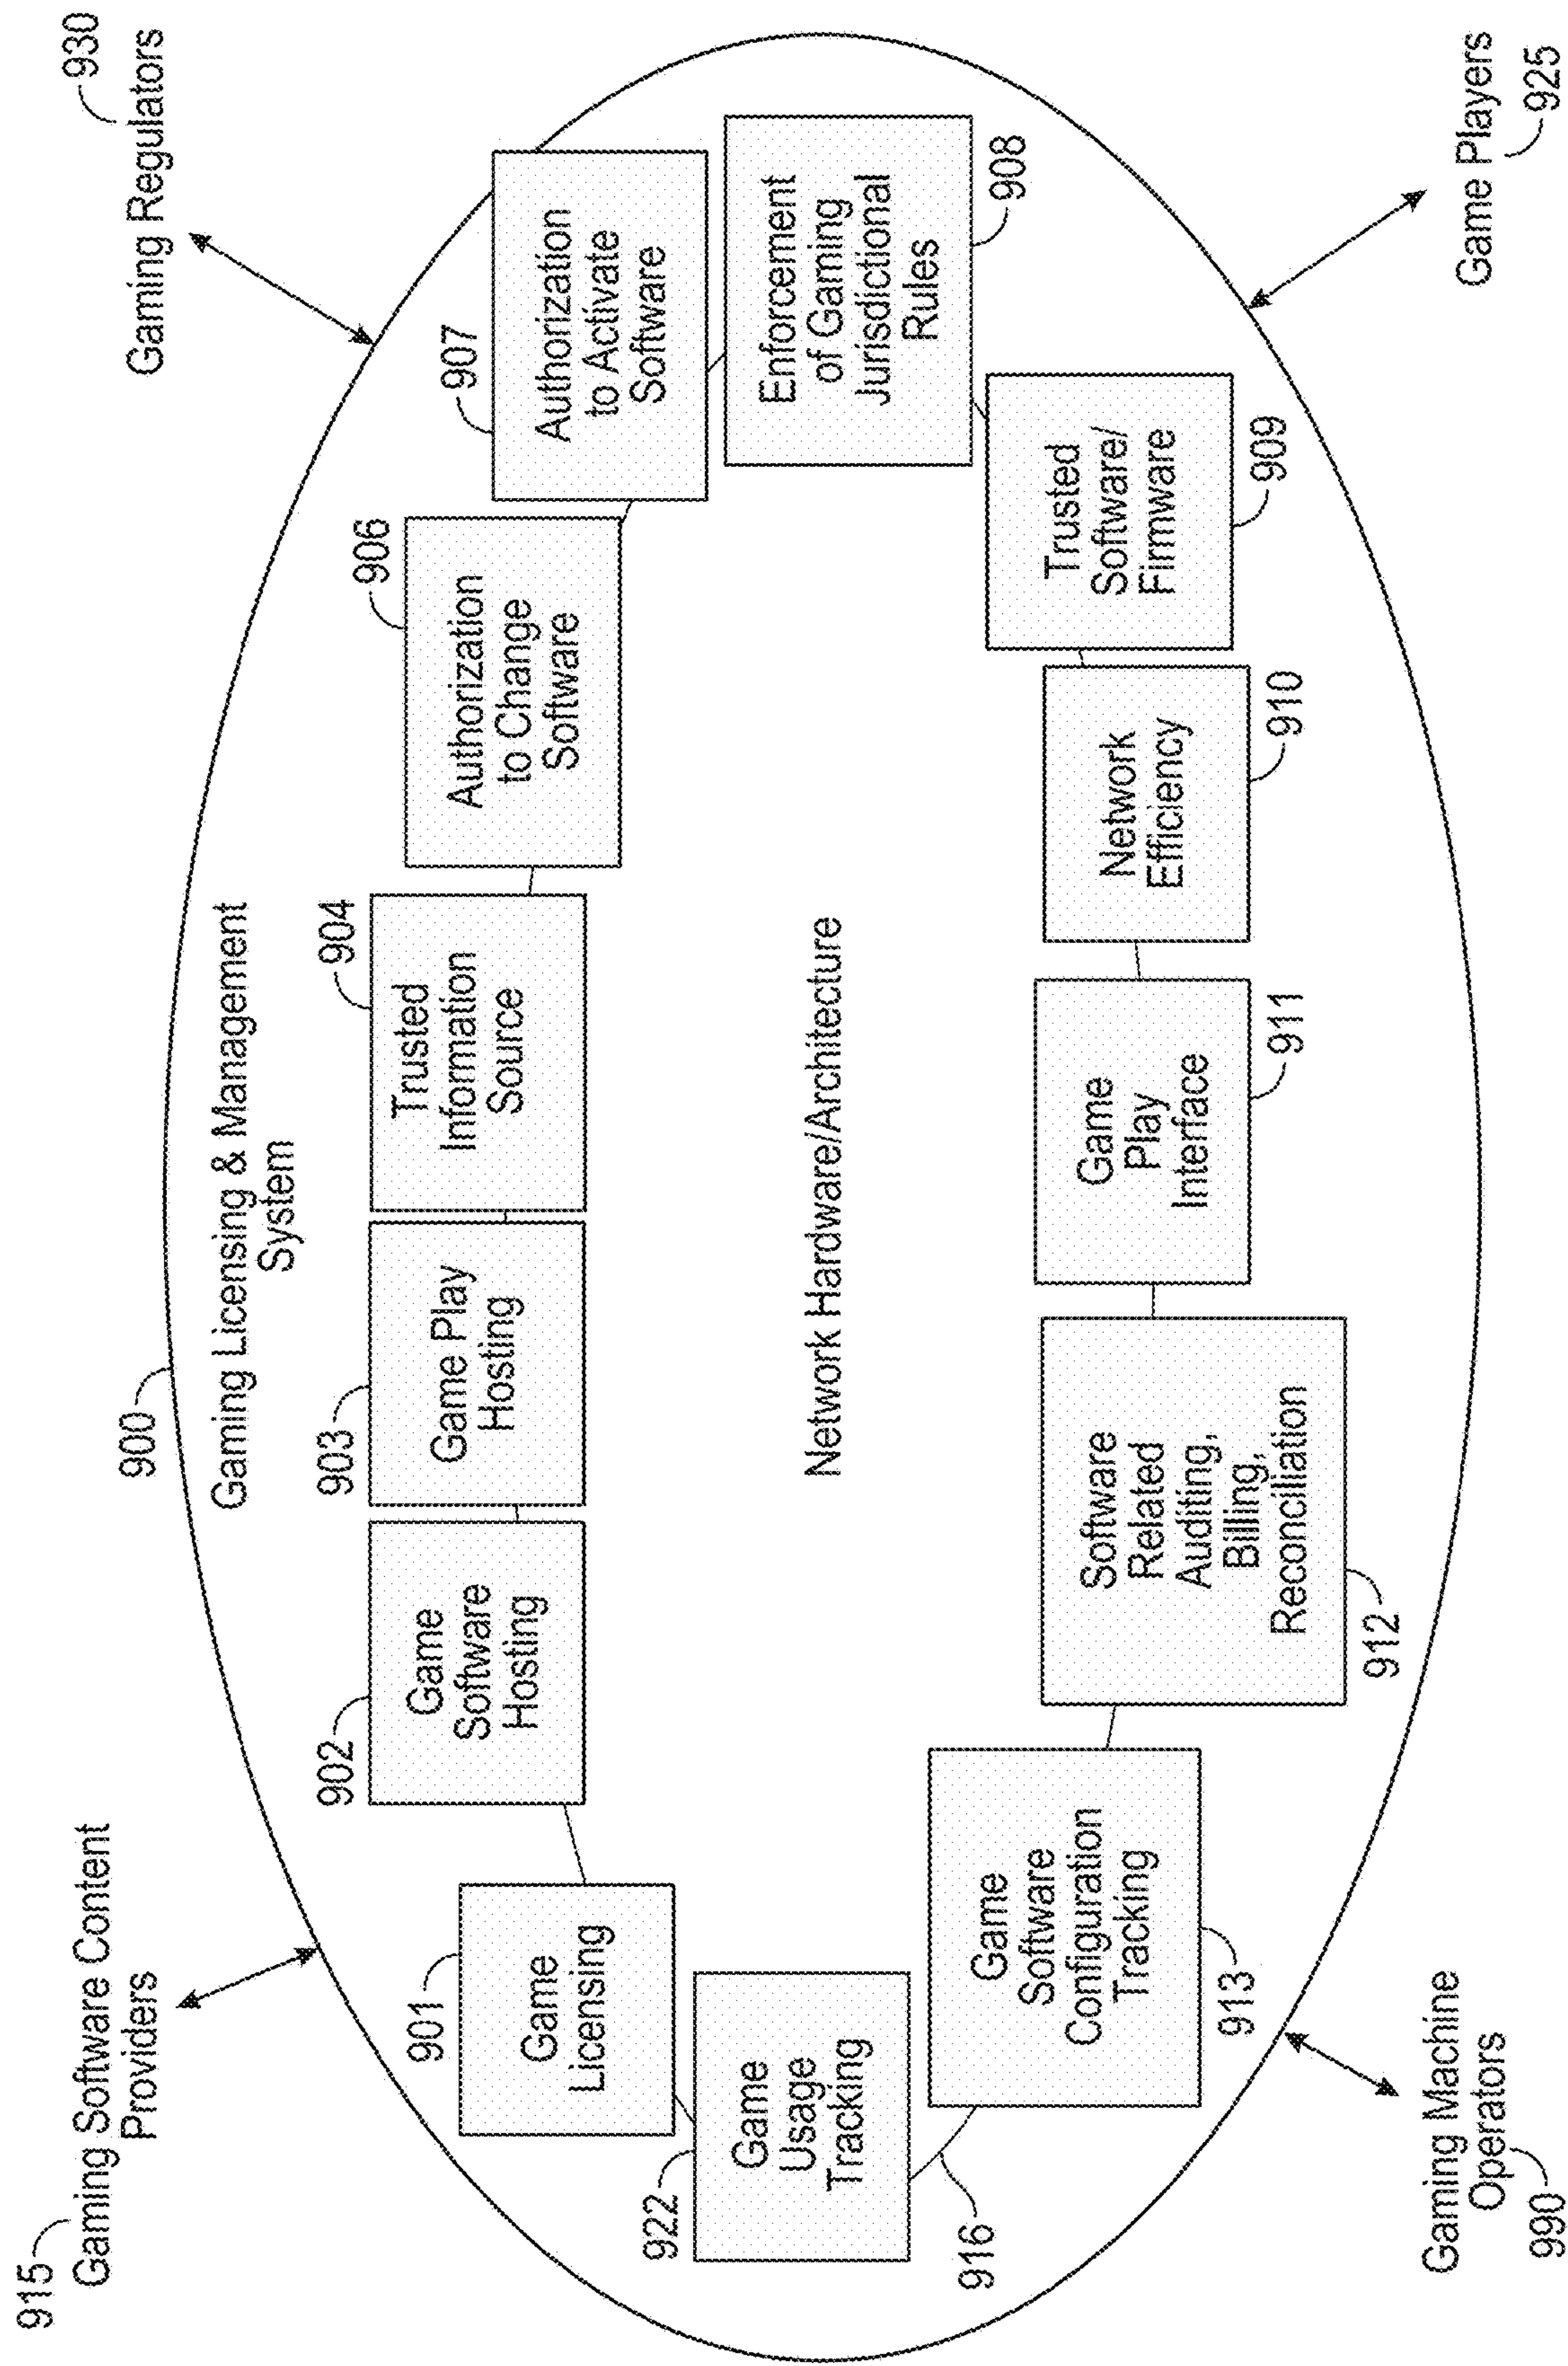 915
Gaming Software Content
Providers
930
Gaming Regulators
900
Gaming Licensing & Management
System
901
Game
Licensing
902
Game
Software
Hosting
903
Game Play
Hosting
904
Trusted
Information
Source
906
Authorization
to Change
Software
907
Authorization
to Activate
Software
922
Game
Usage
Tracking
Network Hardware/Architecture
Enforcement
of Gaming
Jurisdictional
Rules
908
916
Game
Software
Configuration
Tracking
913
Software
Related
Auditing,
Billing,
Reconciliation
912
Game
Play
Interface
911
Network
Efficiency
910
Trusted
Software/
Firmware
909
Gaming Machine
Operators
990
Game Players
925